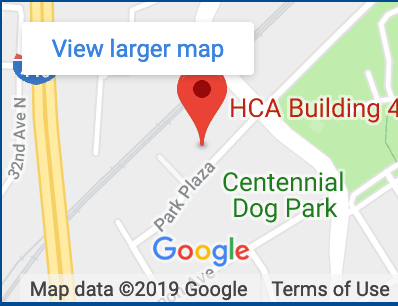 View larger map
HCA Building 4
32nd Ave N
Park Plaza
Centennial
Dog Park
Google
Map data ©2019 Google
Terms of Use